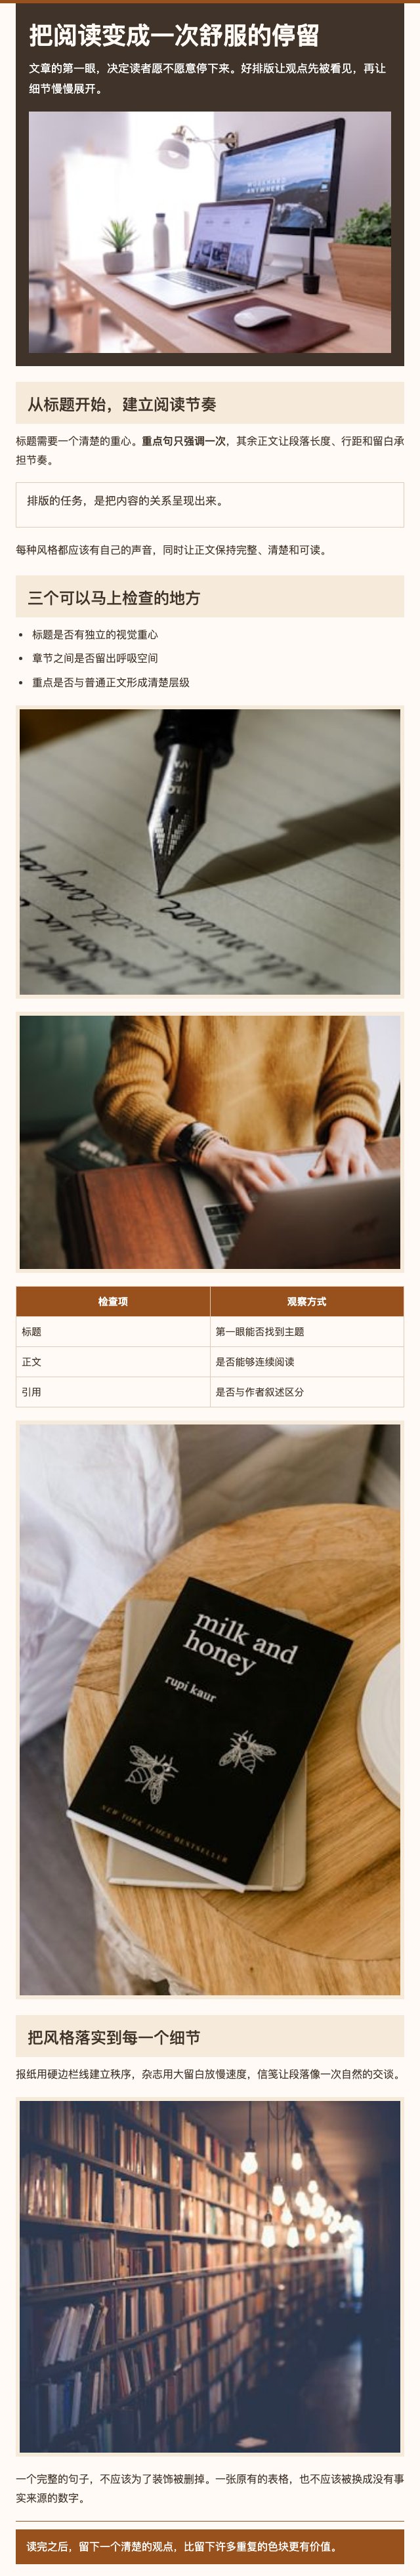 把阅读变成一次舒服的停留
文章的第一眼，决定读者愿不愿意停下来。好排版让观点先被看见，再让
细节慢慢展开。
从标题开始，建立阅读节奏
标题需要一个清楚的重心。重点句只强调一次，其余正文让段落长度、行距和留白承
担节奏。
排版的任务，是把内容的关系呈现出来。
每种风格都应该有自己的声音，同时让正文保持完整、清楚和可读。
三个可以马上检查的地方
• 标题是否有独立的视觉重心
• 章节之间是否留出呼吸空间
• 重点是否与普通正文形成清楚层级
检查项 观察方式
标题 第一眼能否找到主题
正文 是否能够连续阅读
引用 是否与作者叙述区分
milk and
honey
rupi kaur
NEW YORK TIMES BESTSELLER
把风格落实到每一个细节
报纸用硬边栏线建立秩序，杂志用大留白放慢速度，信笺让段落像一次自然的交谈。
一个完整的句子，不应该为了装饰被删掉。一张原有的表格，也不应该被换成没有事
实来源的数字。
读完之后，留下一个清楚的观点，比留下许多重复的色块更有价值。